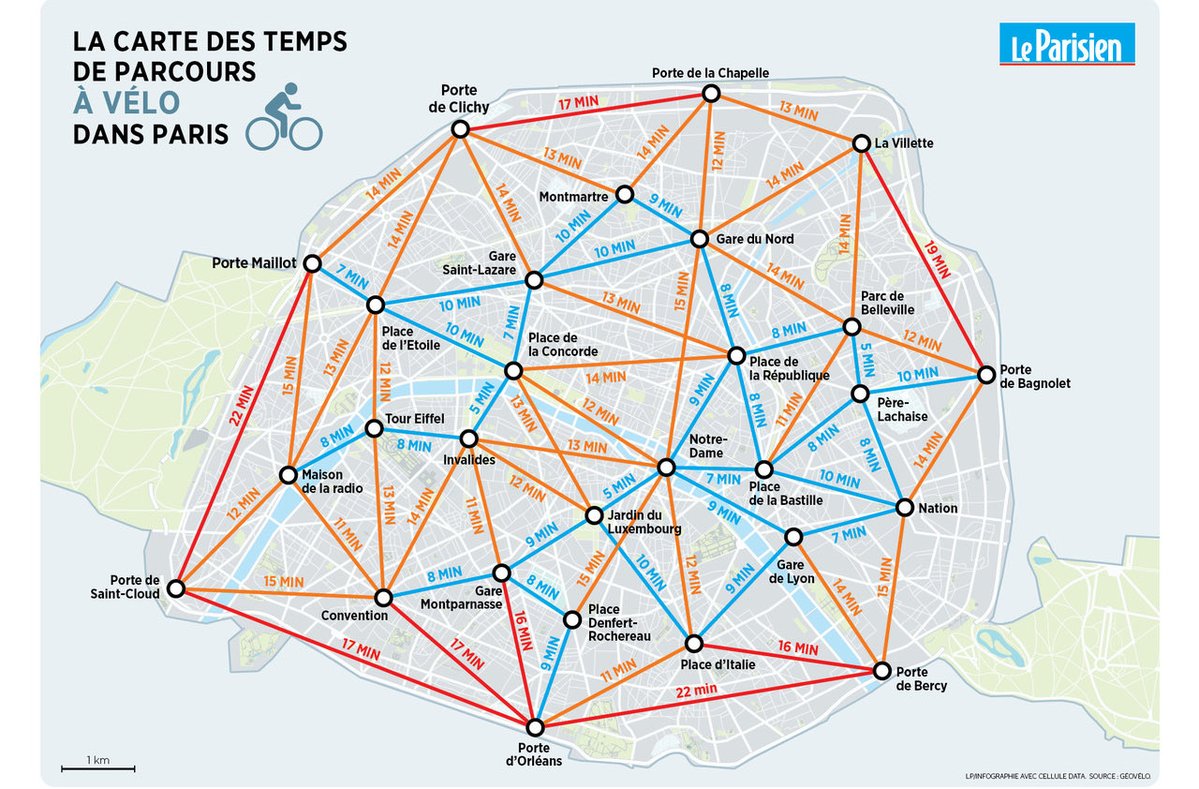 LA CARTE DES TEMPS
DE PARCOURS
À VÉLO
DANS PARIS
Le Parisien
Porte de la Chapelle
Porte
de Clichy
17 MIN
13 MIN
La Villette
14 MIN
12 MIN
13 MIN
14 MIN
Montmartre
9 MIN
14 MIN
14 MIN
14 MIN
10 MIN
Gare du Nord
14 MIN
19 MIN
Porte Maillot
7 MIN
Gare
Saint-Lazare
10 MIN
14 MIN
15 MIN
8 MIN
10 MIN
13 MIN
Parc de
Belleville
Place
de l'Etoile
10 MIN
7 MIN
Place de
la Concorde
8 MIN
12 MIN
5 MIN
Place de
la République
Porte
de Bagnolet
15 MIN
13 MIN
12 MIN
14 MIN
10 MIN
22 MIN
5 MIN
13 MIN
12 MIN
9 MIN
8 MIN
11 MIN
Père-
Lachaise
Tour Eiffel
8 MIN
8 MIN
Invalides
13 MIN
Notre-
Dame
8 MIN
8 MIN
14 MIN
Maison
de la radio
12 MIN
5 MIN
7 MIN
Place
de la Bastille
10 MIN
Nation
12 MIN
13 MIN
14 MIN
11 MIN
Jardin du
Luxembourg
9 MIN
11 MIN
9 MIN
7 MIN
Porte de
Saint-Cloud
15 MIN
Convention
8 MIN
Gare
Montparnasse
8 MIN
15 MIN
10 MIN
12 MIN
9 MIN
Gare
de Lyon
14 MIN
15 MIN
Place
Denfert-
Rochereau
17 MIN
17 MIN
16 MIN
9 MIN
11 MIN
Place d'Italie
16 MIN
Porte
de Bercy
22 min
Porte
d'Orléans
1 km
LP/INFOGRAPHIE AVEC CELLULE DATA. SOURCE : GÉOVÉLO.